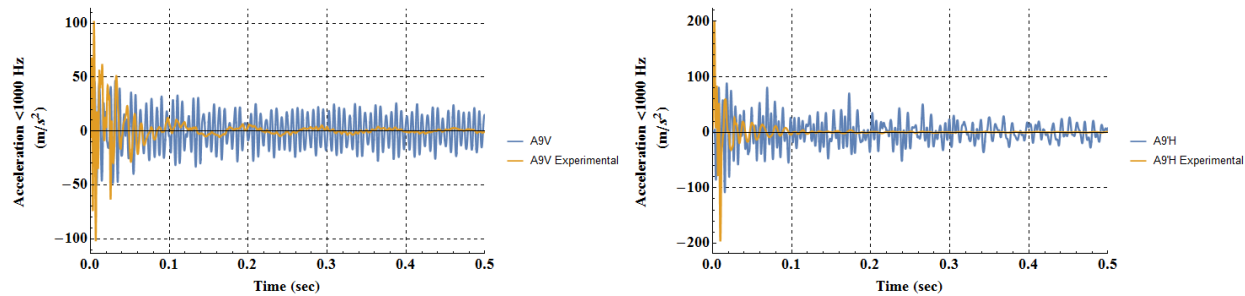 Acceleration <1000 Hz
(m/s²)
100
50
0
−50
−100
0.0 0.1 0.2 0.3 0.4 0.5
Time (sec)
A9V
A9V Experimental
Acceleration <1000 Hz
(m/s²)
200
100
0
−100
−200
0.0 0.1 0.2 0.3 0.4 0.5
Time (sec)
A9'H
A9'H Experimental